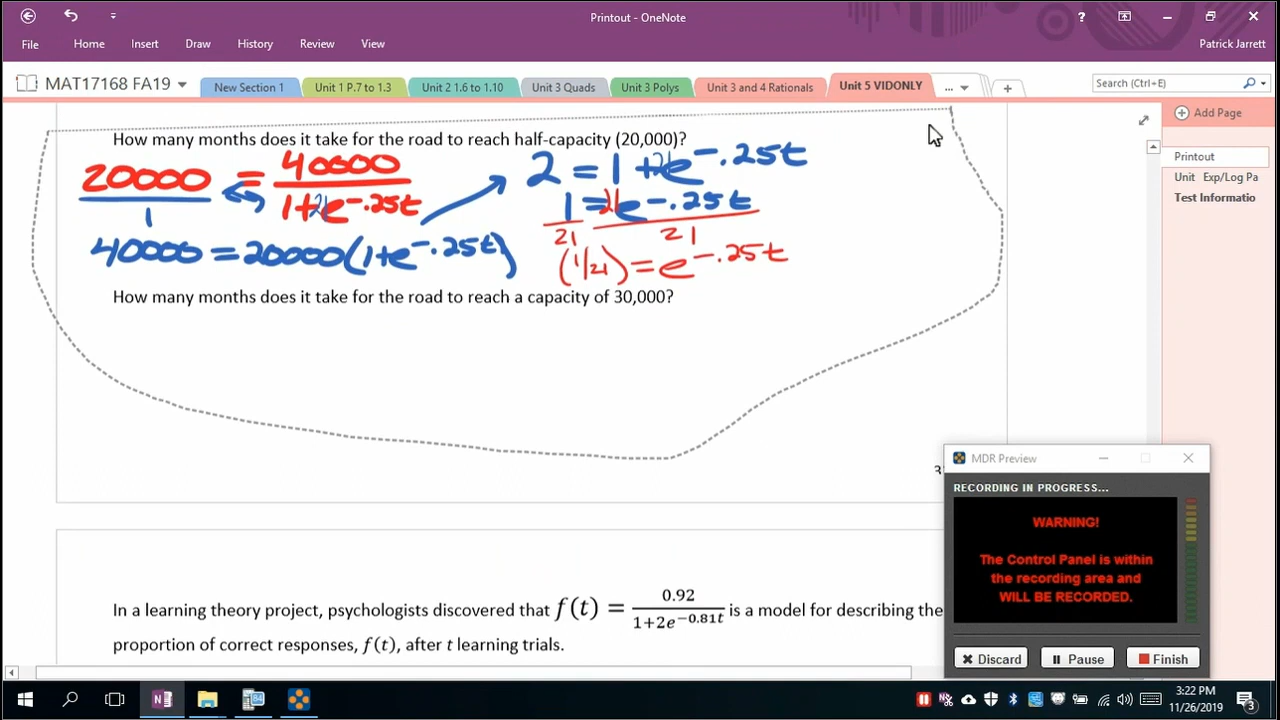 Printout - OneNote
File Home Insert Draw History Review View
Patrick Jarrett
MAT17168 FA19
New Section 1 Unit 1 P.7 to 1.3 Unit 2 1.6 to 1.10 Unit 3 Quads Unit 3 Polys Unit 3 and 4 Rationals Unit 5 VIDONLY ...
Search (Ctrl+E)
Add Page
Printout
Unit Exp/Log Pa
Test Informatio
How many months does it take for the road to reach half-capacity (20,000)?
20000/1 = 40000/(1+21e^-.25t)
40000 = 20000(1+e^-.25t)
2 = 1+21e^-.25t
1/21 = 21e^-.25t/21
(1/21) = e^-.25t
How many months does it take for the road to reach a capacity of 30,000?
In a learning theory project, psychologists discovered that f(t) = 0.92/(1+2e^−0.81t) is a model for describing the
proportion of correct responses, f(t), after t learning trials.
MDR Preview
RECORDING IN PROGRESS...
WARNING!
The Control Panel is within
the recording area and
WILL BE RECORDED.
Discard Pause Finish
3:22 PM
11/26/2019
3